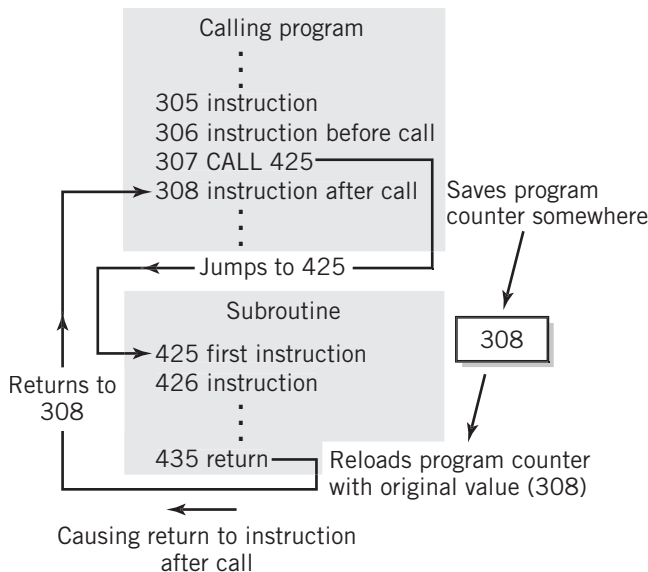 Calling program
305 instruction
306 instruction before call
307 CALL 425
308 instruction after call
Saves program
counter somewhere
Jumps to 425
Subroutine
308
425 first instruction
426 instruction
Returns to
308
435 return
Reloads program counter
with original value (308)
Causing return to instruction
after call